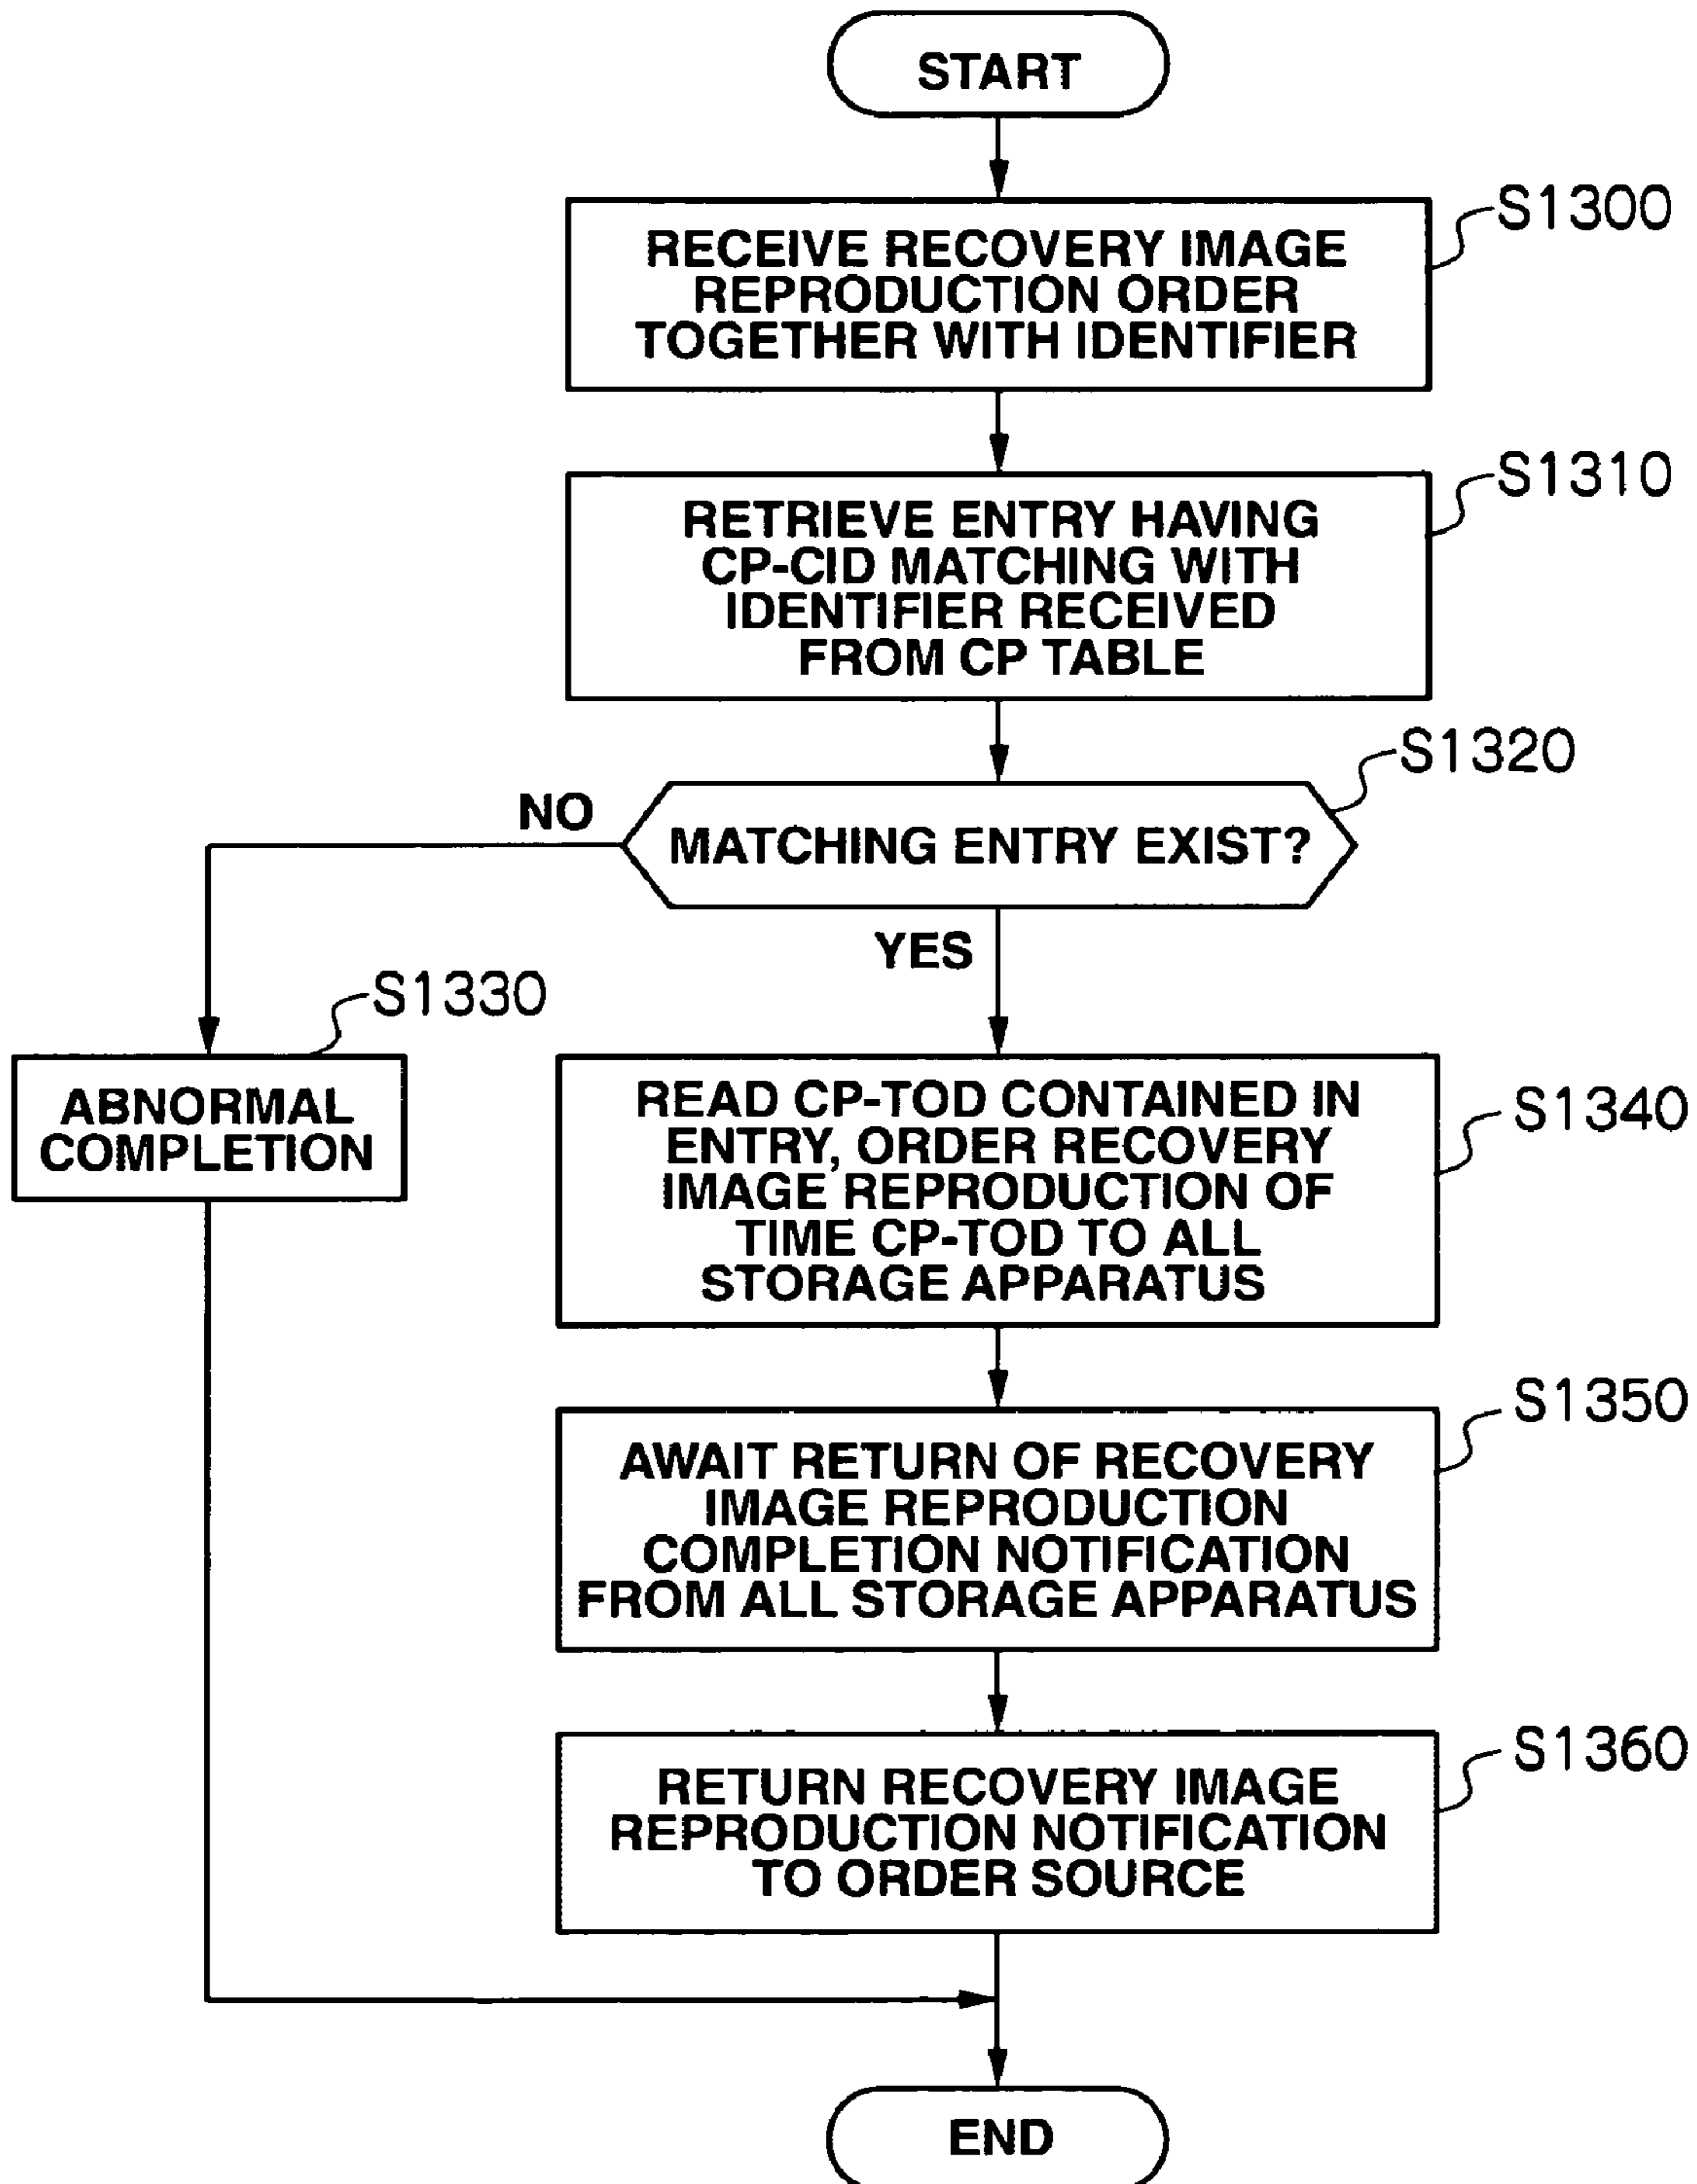 START
S1300
RECEIVE RECOVERY IMAGE
REPRODUCTION ORDER
TOGETHER WITH IDENTIFIER
S1310
RETRIEVE ENTRY HAVING
CP-CID MATCHING WITH
IDENTIFIER RECEIVED
FROM CP TABLE
S1320
NO
MATCHING ENTRY EXIST?
YES
S1330
ABNORMAL
COMPLETION
S1340
READ CP-TOD CONTAINED IN
ENTRY, ORDER RECOVERY
IMAGE REPRODUCTION OF
TIME CP-TOD TO ALL
STORAGE APPARATUS
S1350
AWAIT RETURN OF RECOVERY
IMAGE REPRODUCTION
COMPLETION NOTIFICATION
FROM ALL STORAGE APPARATUS
S1360
RETURN RECOVERY IMAGE
REPRODUCTION NOTIFICATION
TO ORDER SOURCE
END